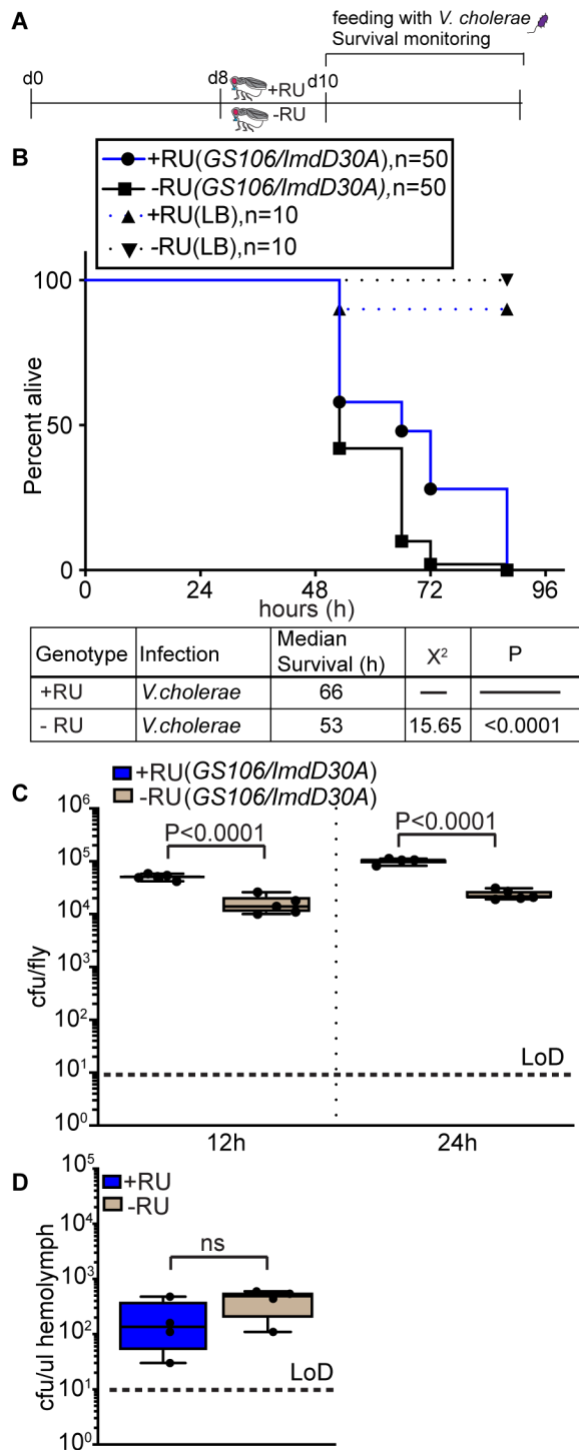 A
feeding with V. cholerae
Survival monitoring
d0
d8
+RU
-RU
d10
B
+RU(GS106/ImdD30A),n=50
-RU(GS106/ImdD30A),n=50
+RU(LB),n=10
-RU(LB),n=10
Percent alive
100
50
0
0 24 48 72 96
hours (h)
Genotype Infection Median Survival (h) X² P
+RU V.cholerae 66 — —
- RU V.cholerae 53 15.65 <0.0001
C
+RU(GS106/ImdD30A)
-RU(GS106/ImdD30A)
cfu/fly
10⁶
10⁵
10⁴
10³
10²
10¹
10⁰
P<0.0001
P<0.0001
LoD
12h 24h
D
+RU
-RU
cfu/ul hemolymph
10⁵
10⁴
10³
10²
10¹
10⁰
ns
LoD